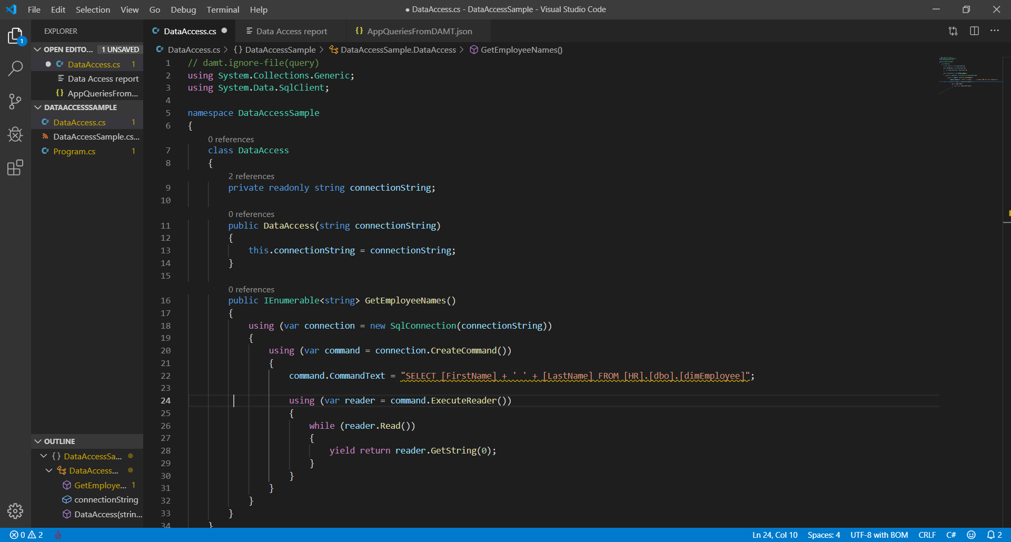 File Edit Selection View Go Debug Terminal Help
● DataAccess.cs - DataAccessSample - Visual Studio Code
EXPLORER
OPEN EDITO... 1 UNSAVED
● DataAccess.cs 1
Data Access report
{} AppQueriesFrom...
DATAACCESSSAMPLE
DataAccess.cs 1
DataAccessSample.cs...
Program.cs 1
OUTLINE
{} DataAccessSa...
DataAccess...
GetEmploye... 1
connectionString
DataAccess(strin...
1
DataAccess.cs ●
Data Access report
{} AppQueriesFromDAMT.json
DataAccess.cs > {} DataAccessSample > DataAccessSample.DataAccess > GetEmployeeNames()
1 // damt.ignore-file(query)
2 using System.Collections.Generic;
3 using System.Data.SqlClient;
4
5 namespace DataAccessSample
6 {
0 references
7 class DataAccess
8 {
2 references
9 private readonly string connectionString;
10
0 references
11 public DataAccess(string connectionString)
12 {
13 this.connectionString = connectionString;
14 }
15
0 references
16 public IEnumerable<string> GetEmployeeNames()
17 {
18 using (var connection = new SqlConnection(connectionString))
19 {
20 using (var command = connection.CreateCommand())
21 {
22 command.CommandText = "SELECT [FirstName] + ' ' + [LastName] FROM [HR].[dbo].[dimEmployee]";
23
24 using (var reader = command.ExecuteReader())
25 {
26 while (reader.Read())
27 {
28 yield return reader.GetString(0);
29 }
30 }
31 }
32 }
33 }
34 }
0 2
Ln 24, Col 10 Spaces: 4 UTF-8 with BOM CRLF C# 2